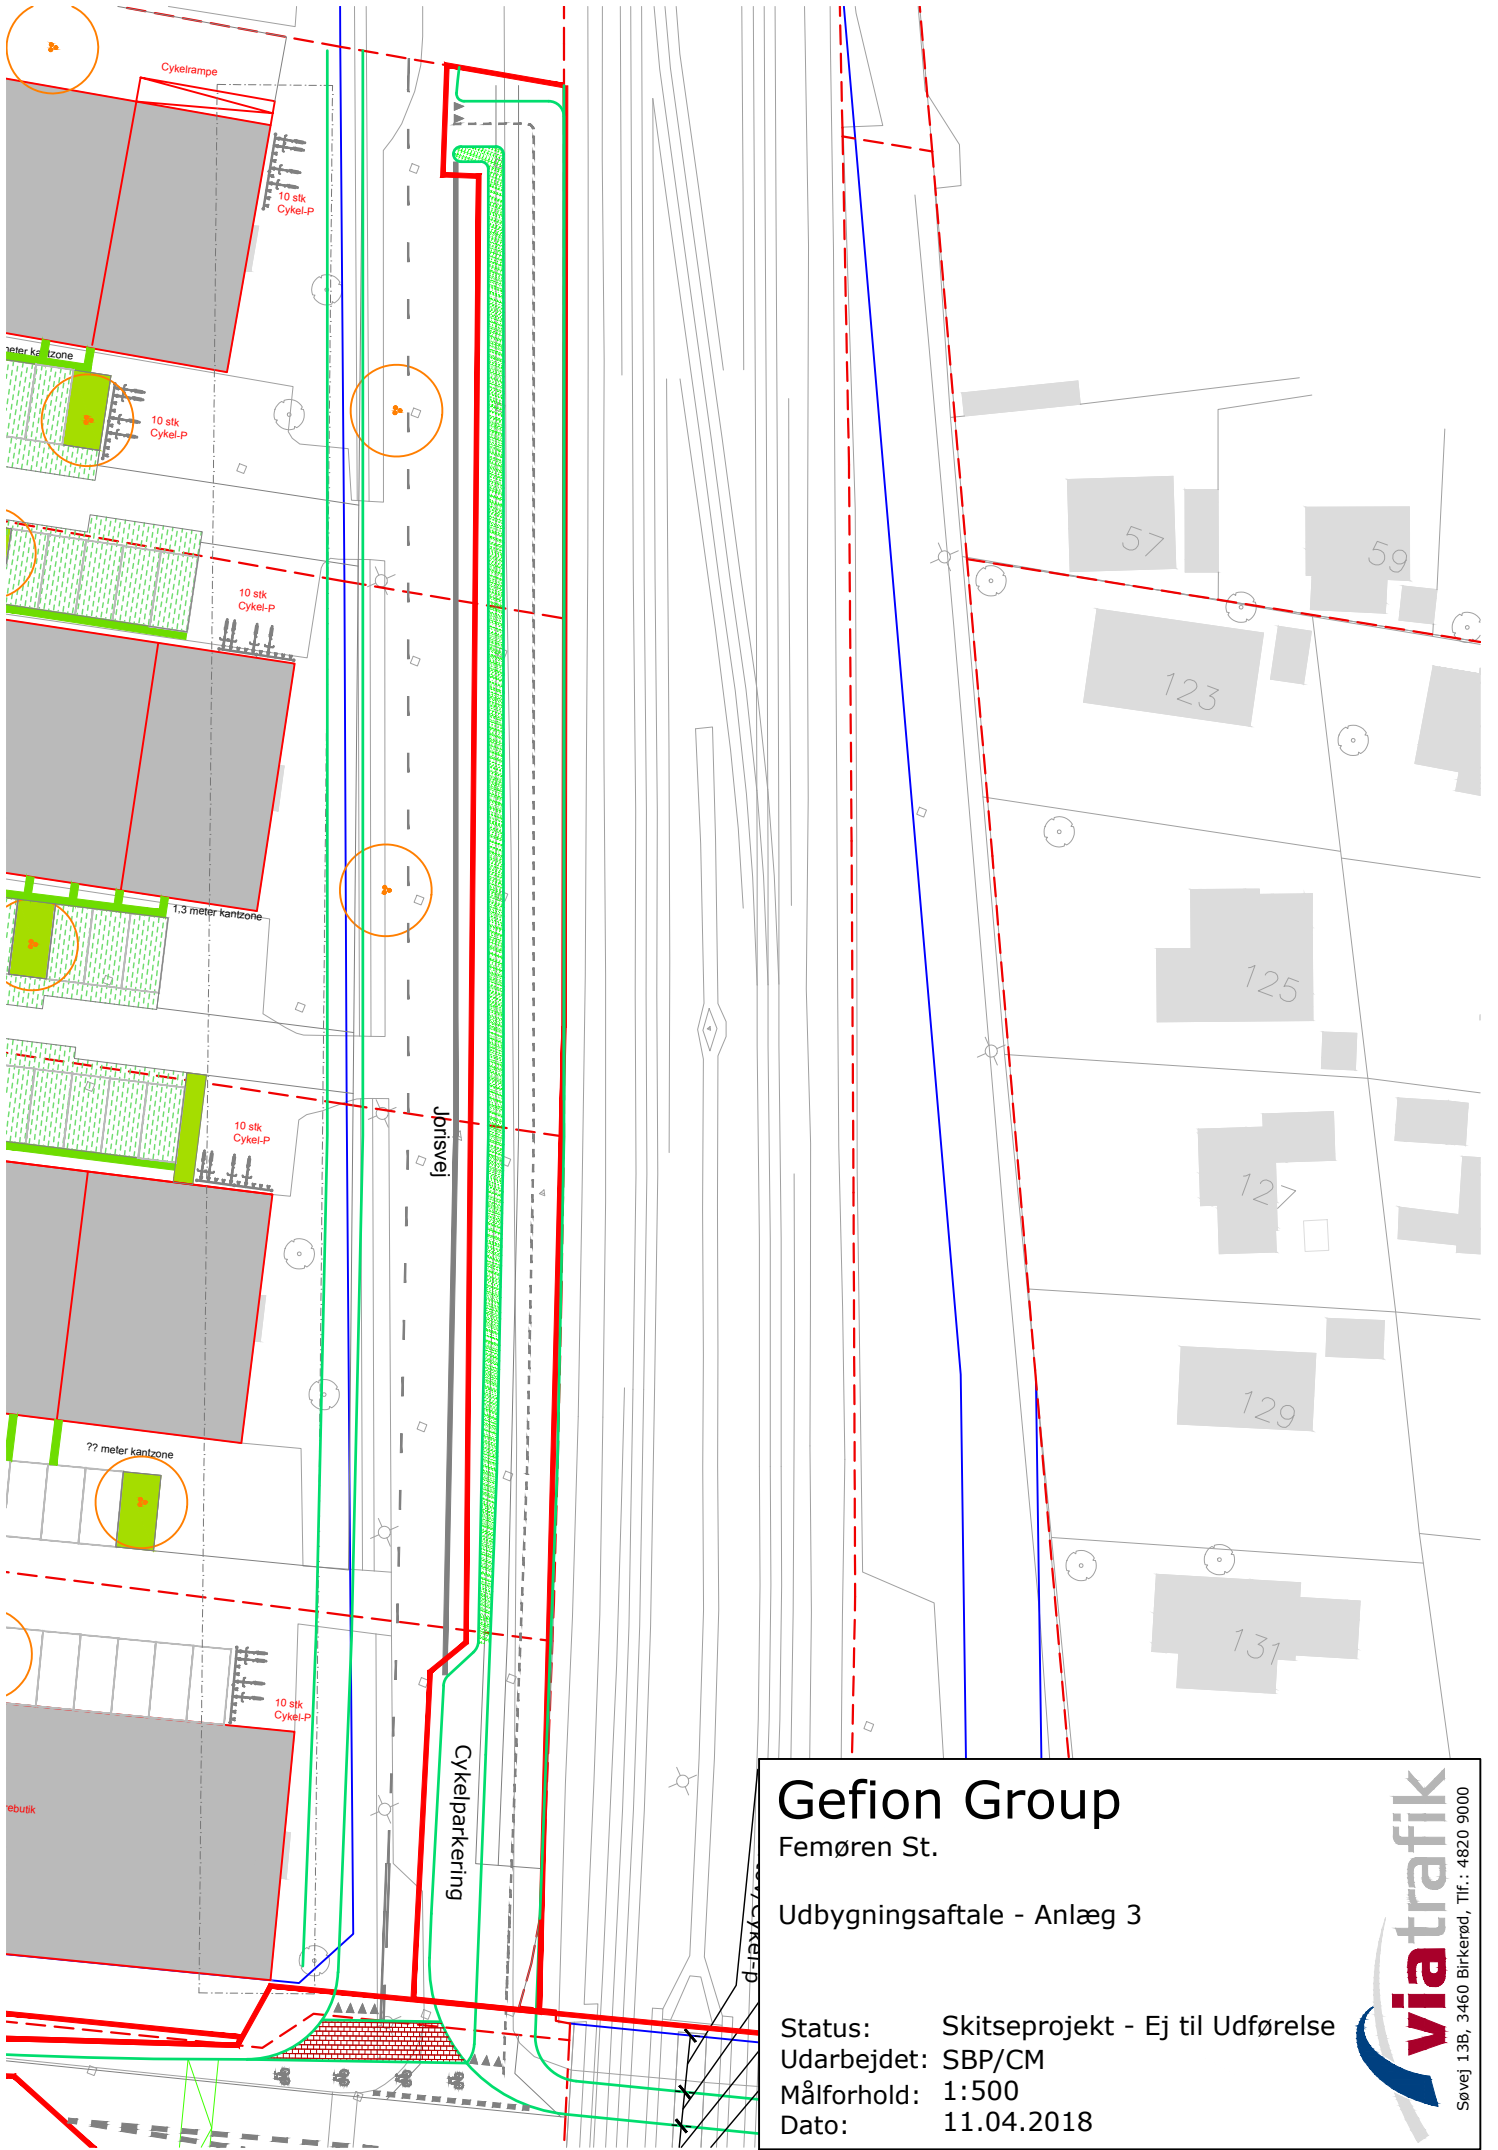 Cykelrampe
10 stk
Cykel-P
meter kantzone
10 stk
Cykel-P
57
59
10 stk
Cykel-P
123
1,3 meter kantzone
125
Jorisvej
10 stk
Cykel-P
127
129
?? meter kantzone
131
10 stk
Cykel-P
Cykelparkering
Gefion Group
Femøren St.
Udbygningsaftale - Anlæg 3
Status: Skitseprojekt - Ej til Udførelse
Udarbejdet: SBP/CM
Målforhold: 1:500
Dato: 11.04.2018
viatrafik
Søvej 13B, 3460 Birkerød, Tlf.: 4820 9000